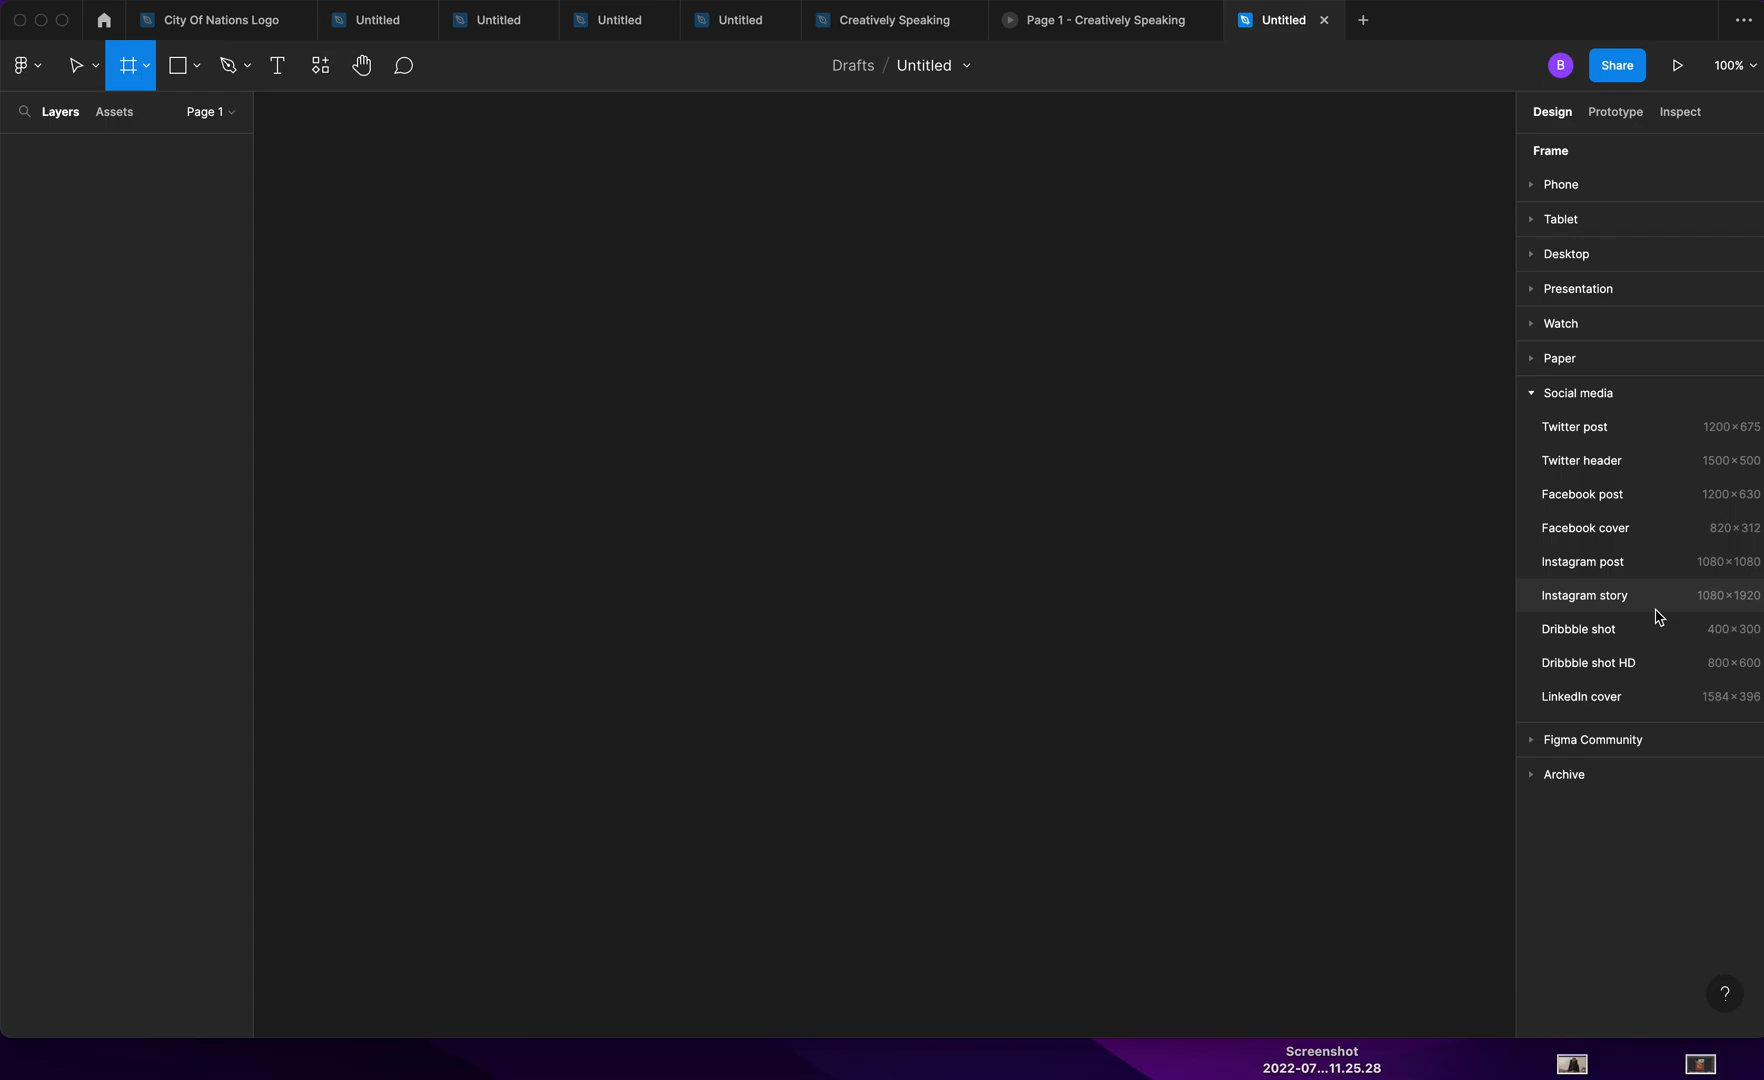 City Of Nations Logo
Untitled
Untitled
Untitled
Untitled
Creatively Speaking
Page 1 - Creatively Speaking
Untitled
Drafts / Untitled
B
Share
100%
Layers
Assets
Page 1
Design
Prototype
Inspect
Frame
Phone
Tablet
Desktop
Presentation
Watch
Paper
Social media
Twitter post 1200×675
Twitter header 1500×500
Facebook post 1200×630
Facebook cover 820×312
Instagram post 1080×1080
Instagram story 1080×1920
Dribbble shot 400×300
Dribbble shot HD 800×600
LinkedIn cover 1584×396
Figma Community
Archive
?
Screenshot
2022-07...11.25.28